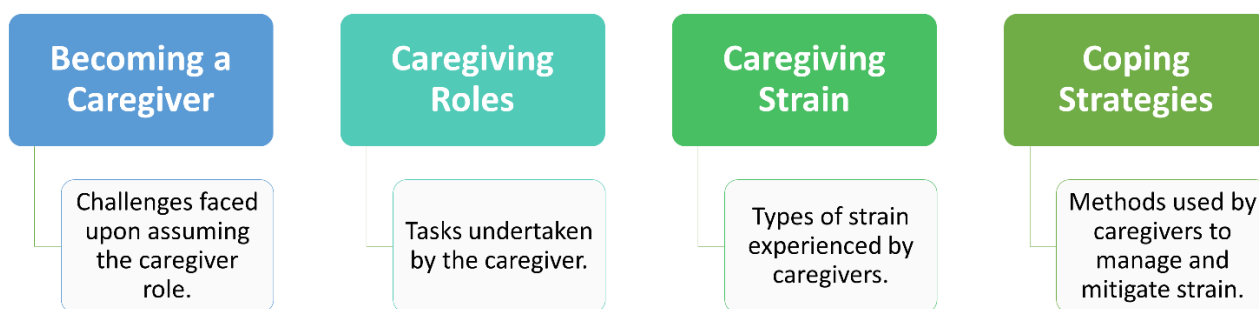 Becoming a
Caregiver
Challenges faced
upon assuming
the caregiver
role.
Caregiving
Roles
Tasks undertaken
by the caregiver.
Caregiving
Strain
Types of strain
experienced by
caregivers.
Coping
Strategies
Methods used by
caregivers to
manage and
mitigate strain.